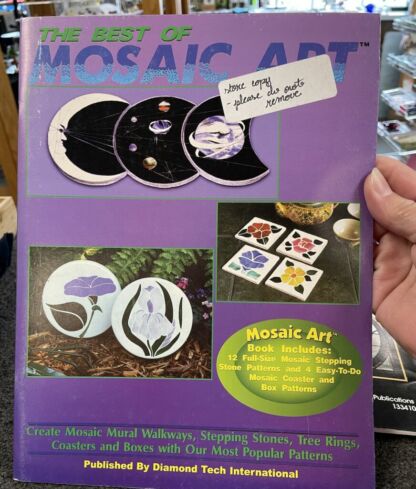 THE BEST OF
MOSAIC ART™
store copy
- please do not
remove
Mosaic Art™
Book Includes:
12 Full-Size Mosaic Stepping
Stone Patterns and 4 Easy-To-Do
Mosaic Coaster and
Box Patterns
Publications
133410
Create Mosaic Mural Walkways, Stepping Stones, Tree Rings,
Coasters and Boxes with Our Most Popular Patterns
Published By Diamond Tech International